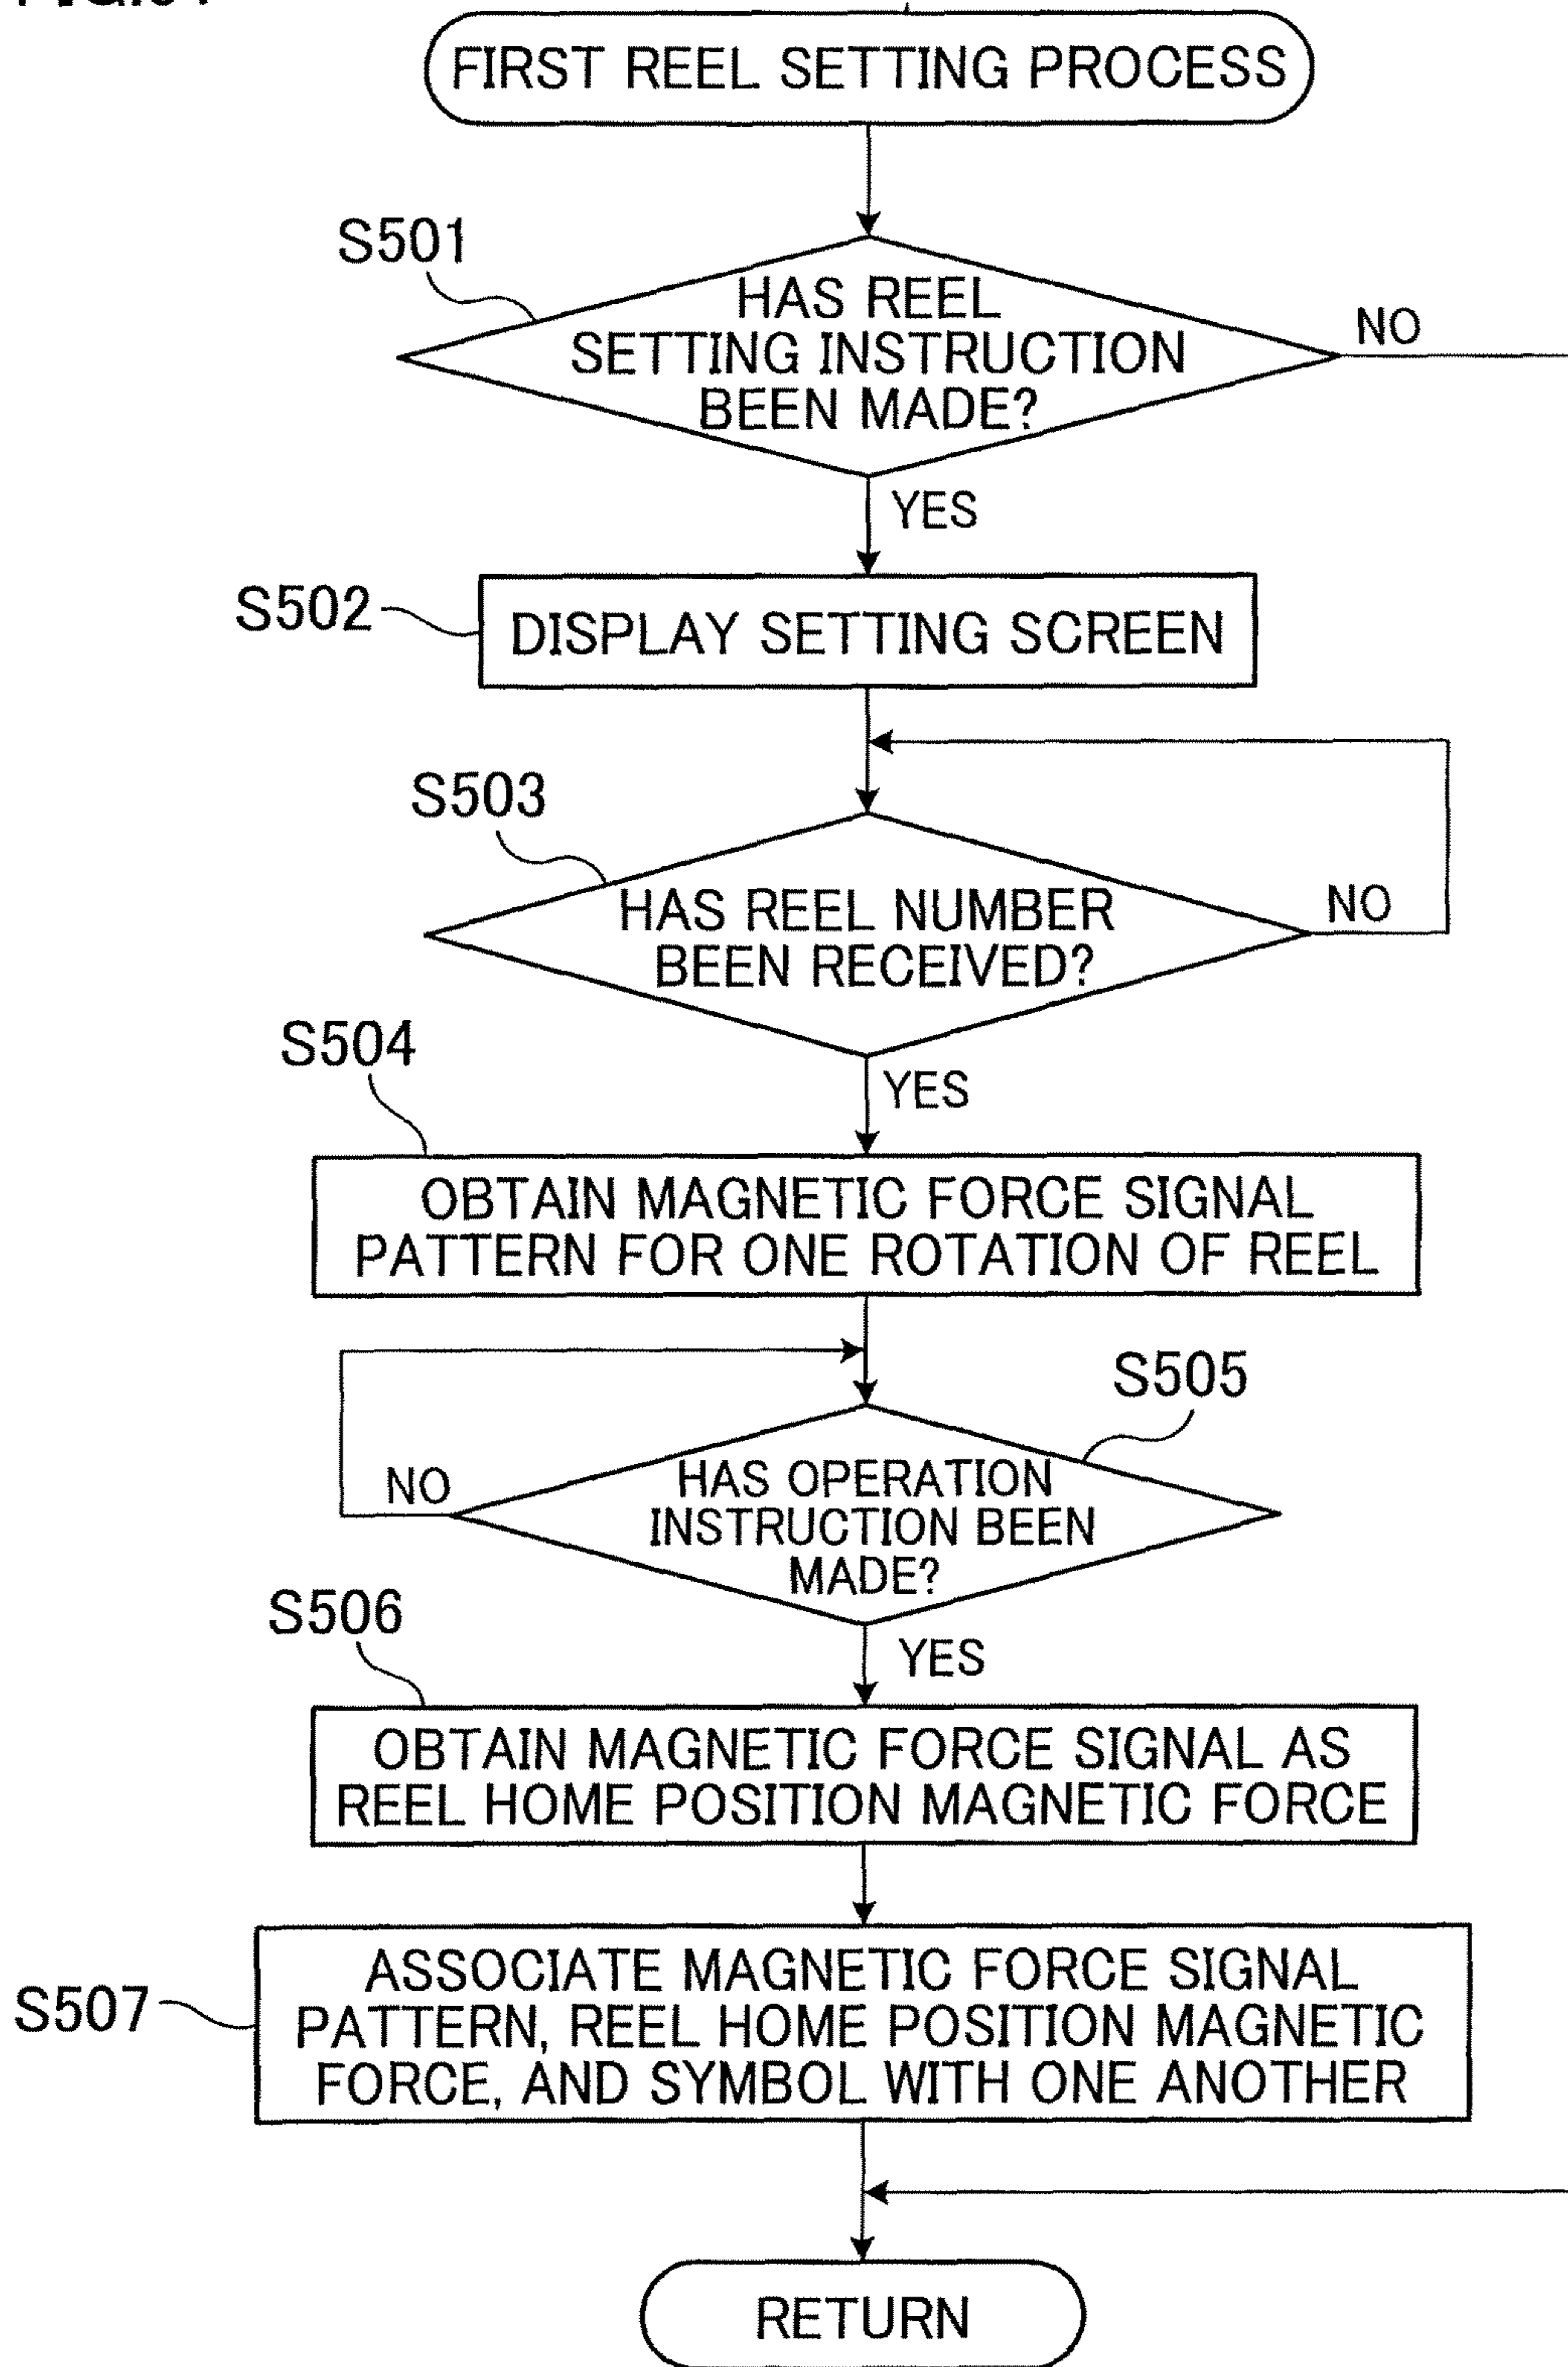 FIRST REEL SETTING PROCESS
S501
HAS REEL
SETTING INSTRUCTION
BEEN MADE?
NO
YES
S502
DISPLAY SETTING SCREEN
S503
HAS REEL NUMBER
BEEN RECEIVED?
NO
S504
YES
OBTAIN MAGNETIC FORCE SIGNAL
PATTERN FOR ONE ROTATION OF REEL
S505
HAS OPERATION
INSTRUCTION BEEN
MADE?
NO
S506
YES
OBTAIN MAGNETIC FORCE SIGNAL AS
REEL HOME POSITION MAGNETIC FORCE
S507
ASSOCIATE MAGNETIC FORCE SIGNAL
PATTERN, REEL HOME POSITION MAGNETIC
FORCE, AND SYMBOL WITH ONE ANOTHER
RETURN